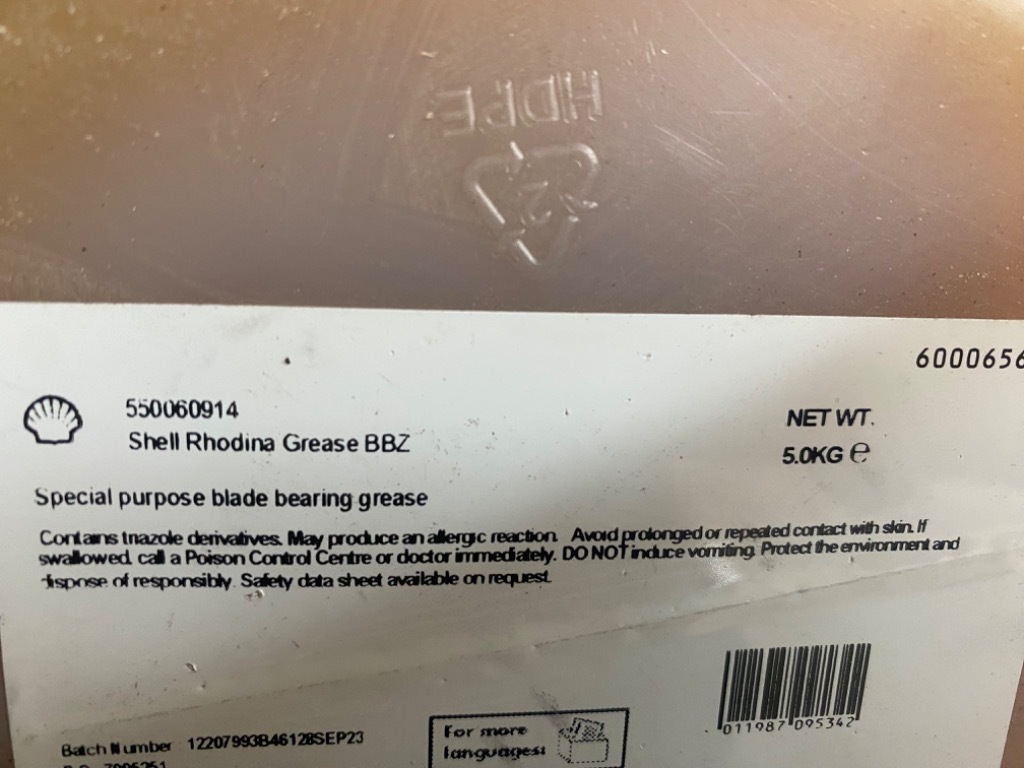 HDPE
2
6000656
550060914
Shell Rhodina Grease BBZ
NET WT.
5.0KG e
Special purpose blade bearing grease
Contains triazole derivatives. May produce an allergic reaction. Avoid prolonged or repeated contact with skin. If
swallowed call a Poison Control Centre or doctor immediately. DO NOT induce vomiting. Protect the environment and
dispose of responsibly. Safety data sheet available on request.
Batch Number 12207993B46128SEP23
For more
languages:
011987 095342